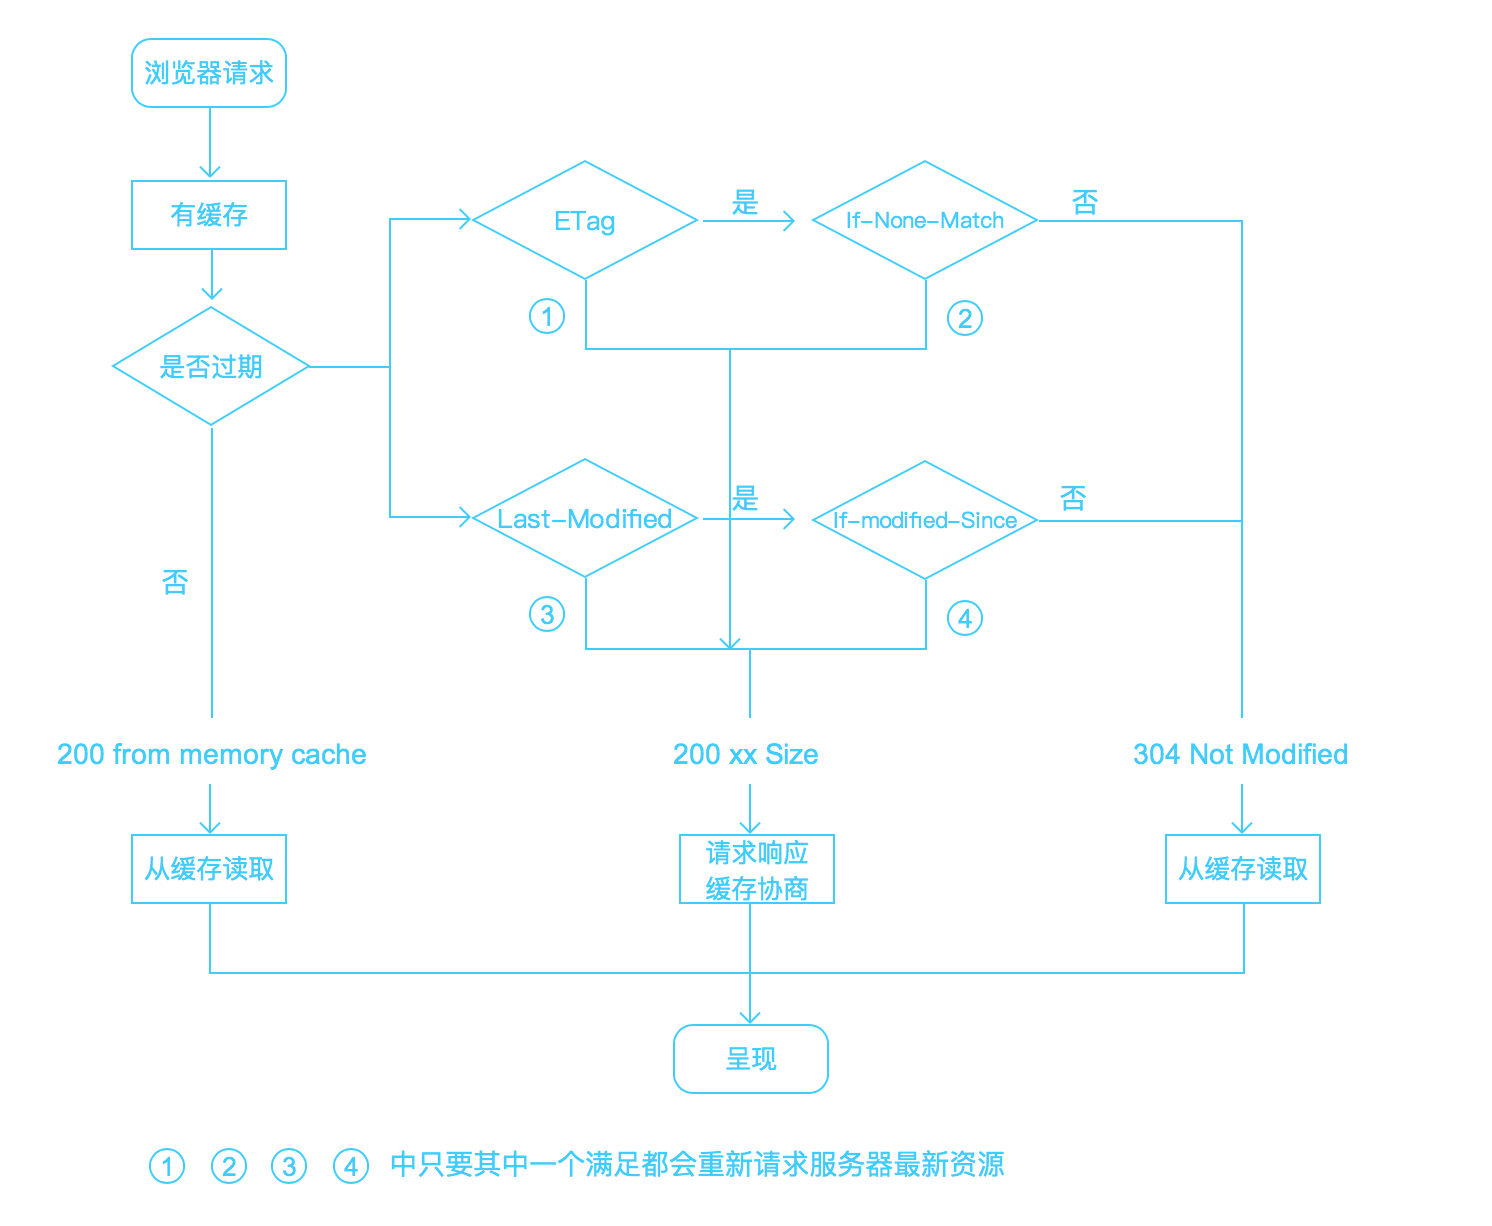 浏览器请求
有缓存
是否过期
否
ETag
是
If-None-Match
否
①
②
Last-Modified
是
If-modified-Since
否
③
④
200 from memory cache
200 xx Size
304 Not Modified
从缓存读取
请求响应
缓存协商
从缓存读取
呈现
① ② ③ ④ 中只要其中一个满足都会重新请求服务器最新资源